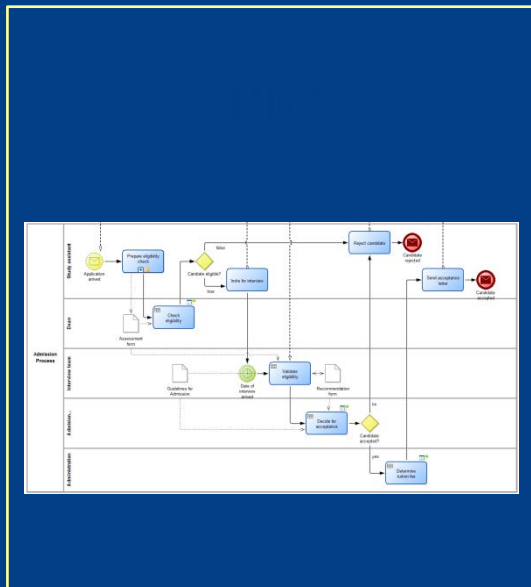 BPMN
Admission
Process
Study assistant
Application
arrived
Prepare eligibility
check
Candidate eligible?
false
true
Invite for interview
Reject candidate
Candidate
rejected
Send acceptance
letter
Candidate
accepted
Dean
Assessment
form
Check
eligibility
Interview team
Guidelines for
Admission
Date of
interview
arrived
Validate
eligibility
Recommendation
form
Admission...
Decide for
acceptance
Candidate
accepted?
no
yes
Administration
Determine
tuition fee